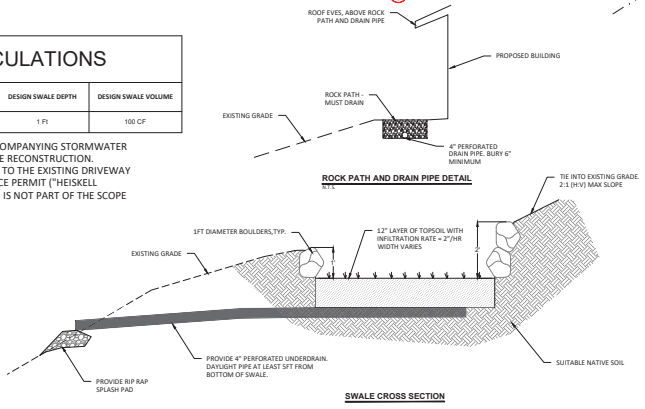 CULATIONS
DESIGN SWALE DEPTH
DESIGN SWALE VOLUME
1 Ft
100 CF
OMPANYING STORMWATER
E RECONSTRUCTION.
TO THE EXISTING DRIVEWAY
CE PERMIT ("HEISKELL
IS NOT PART OF THE SCOPE
ROOF EVES, ABOVE ROCK
PATH AND DRAIN PIPE
PROPOSED BUILDING
ROCK PATH -
MUST DRAIN
EXISTING GRADE
4" PERFORATED
DRAIN PIPE. BURY 6"
MINIMUM
ROCK PATH AND DRAIN PIPE DETAIL
N.T.S.
TIE INTO EXISTING GRADE.
2:1 (H:V) MAX SLOPE
1FT DIAMETER BOULDERS,TYP.
12" LAYER OF TOPSOIL WITH
INFILTRATION RATE = 2"/HR
WIDTH VARIES
EXISTING GRADE
1'
2'
PROVIDE 4" PERFORATED UNDERDRAIN.
DAYLIGHT PIPE AT LEAST 5FT FROM
BOTTOM OF SWALE.
SUITABLE NATIVE SOIL
PROVIDE RIP RAP
SPLASH PAD
SWALE CROSS SECTION